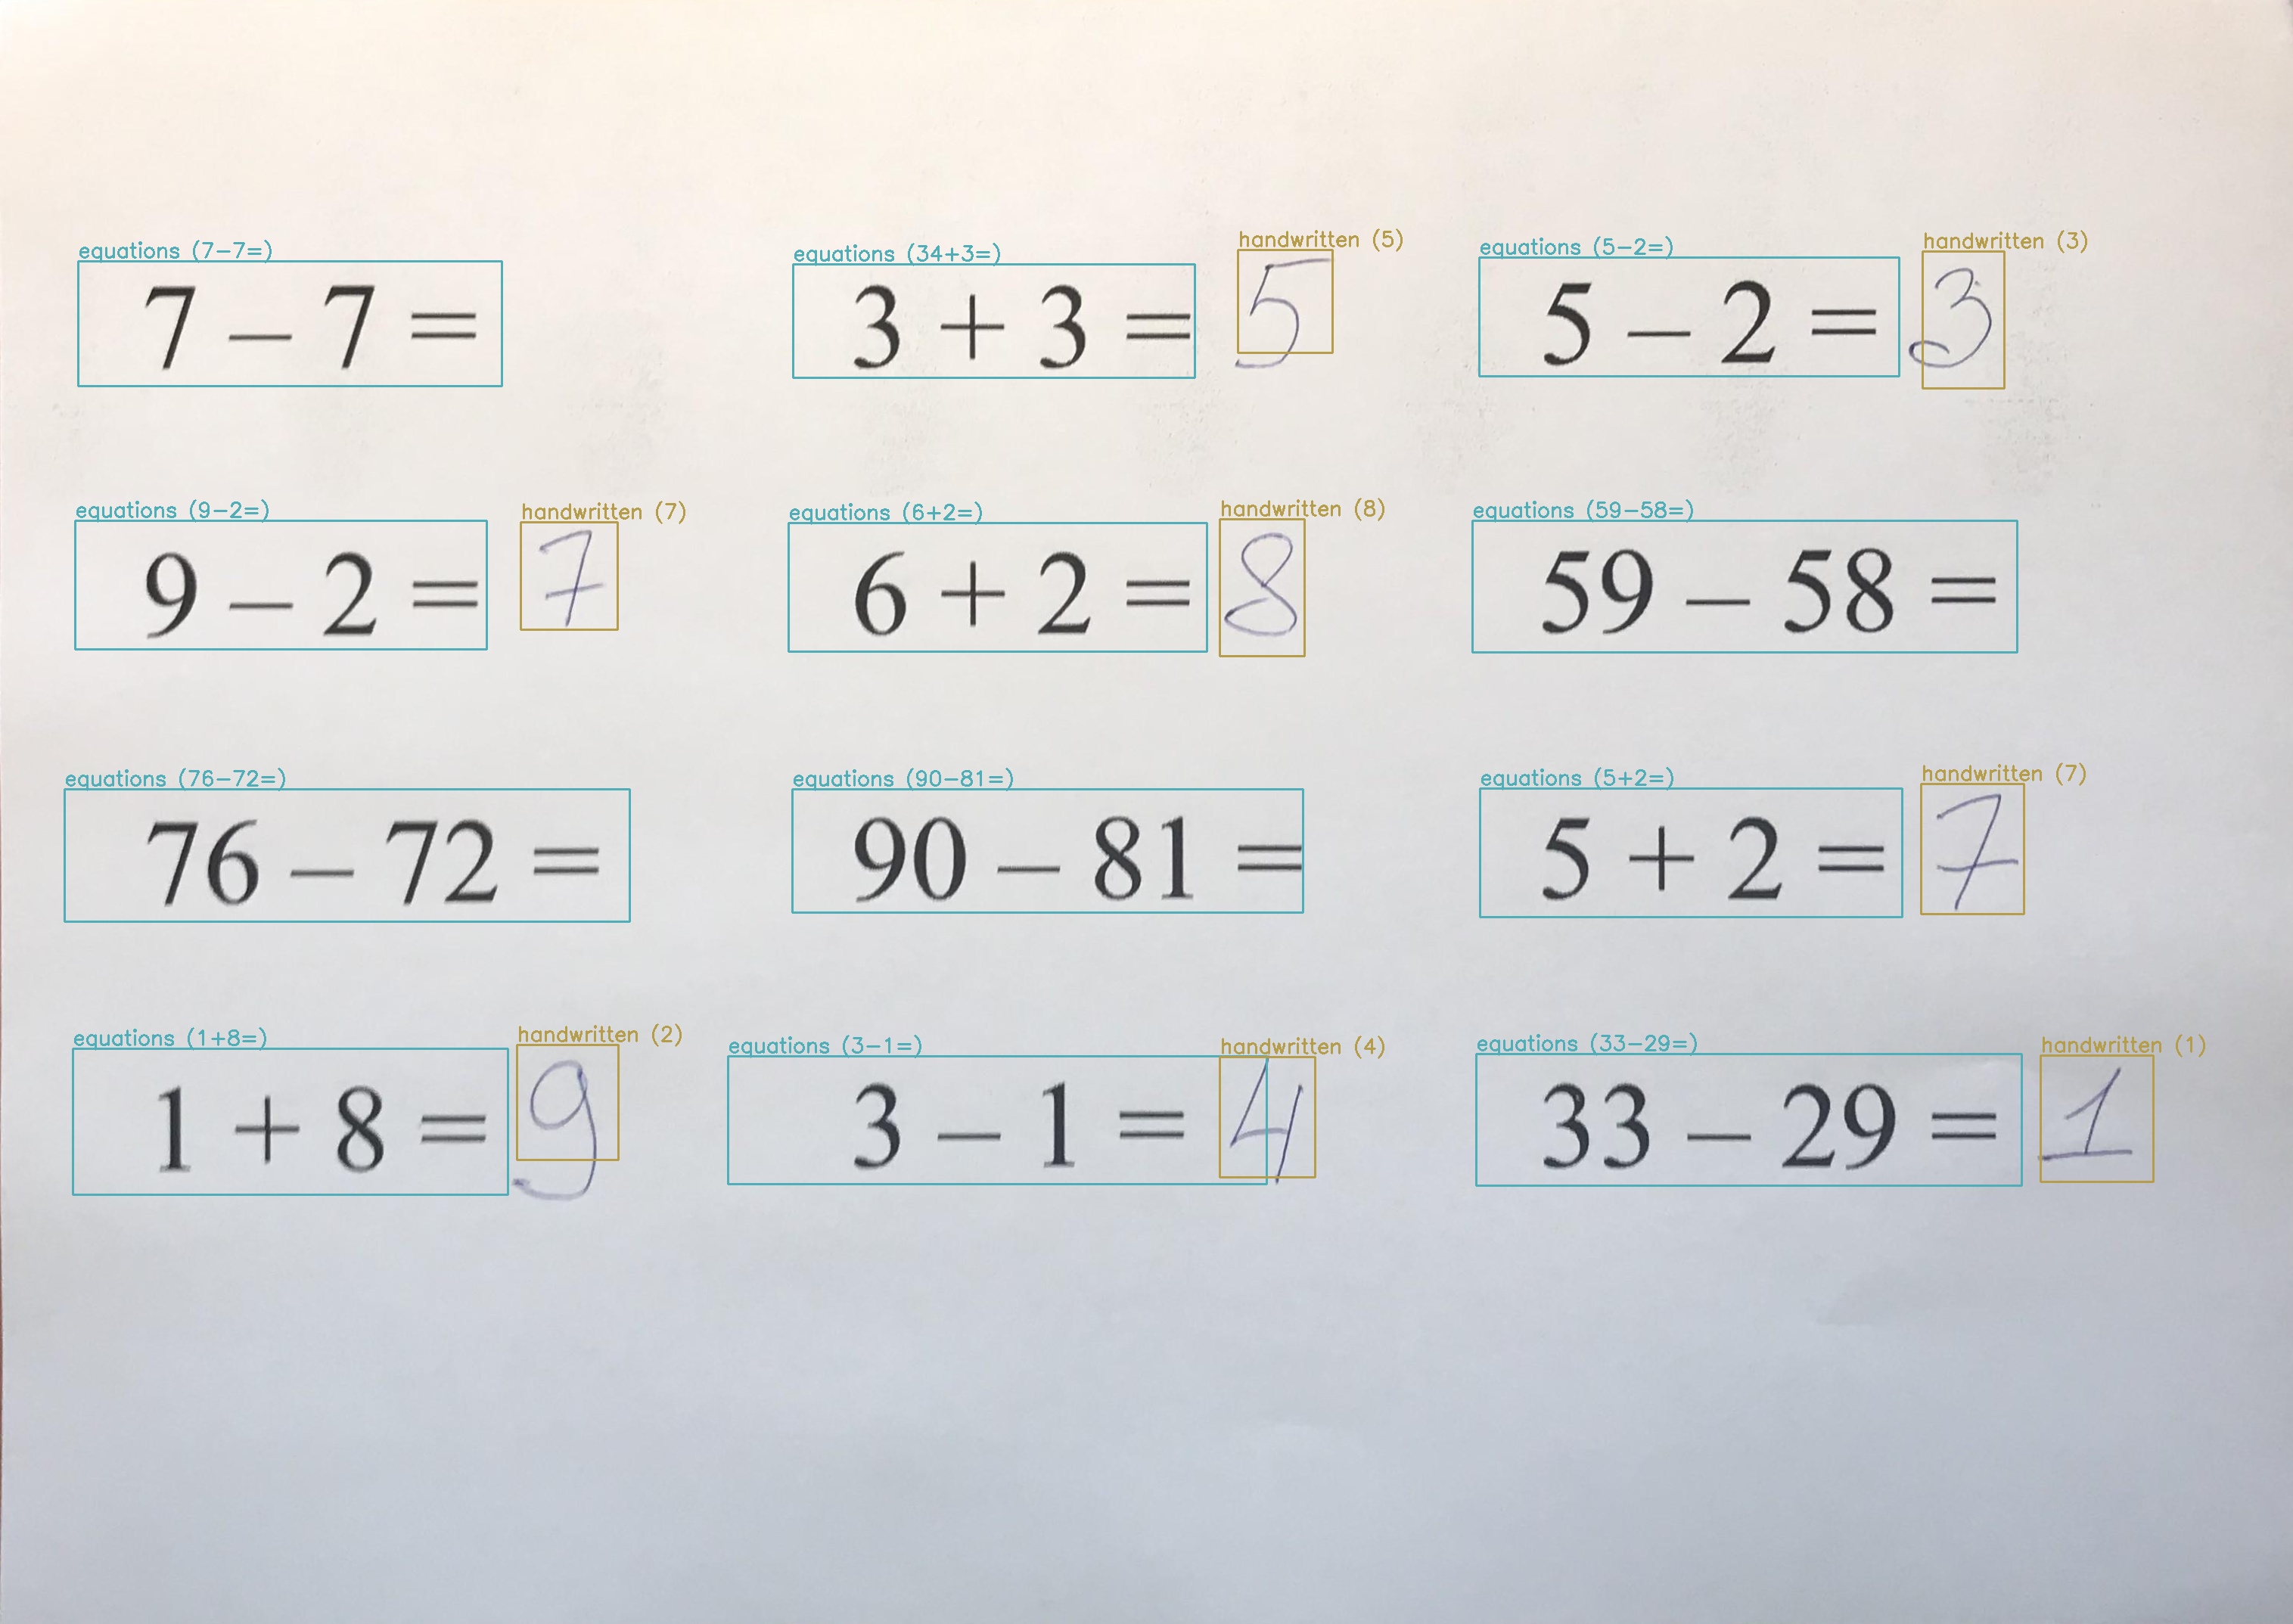 equations (7-7=) equations (34+3=) handwritten (5) equations (5-2=) handwritten (3)
7 – 7 = 3 + 3 = 5 5 – 2 = 3
equations (9-2=) handwritten (7) equations (6+2=) handwritten (8) equations (59-58=)
9 – 2 = 7 6 + 2 = 8 59 – 58 =
equations (76-72=) equations (90-81=) equations (5+2=) handwritten (7)
76 – 72 = 90 – 81 = 5 + 2 = 7
equations (1+8=) handwritten (2) equations (3-1=) handwritten (4) equations (33-29=) handwritten (1)
1 + 8 = 9 3 – 1 = 4 33 – 29 = 1